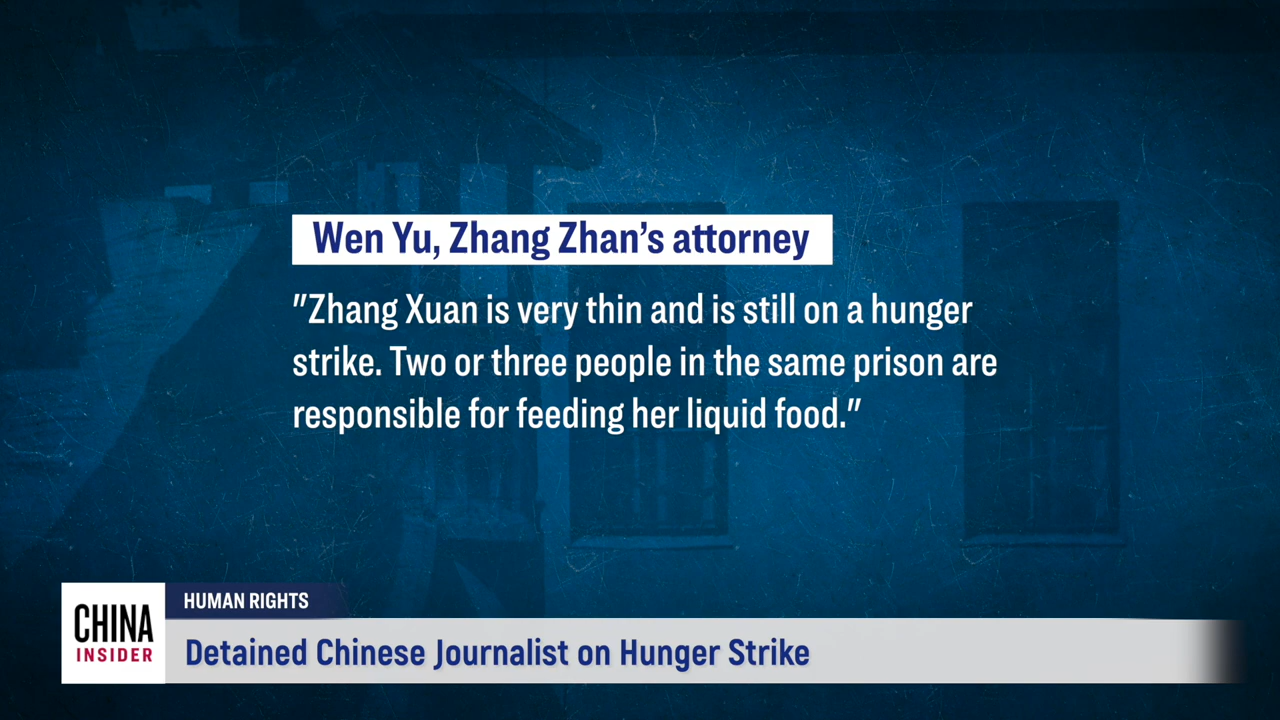 Wen Yu, Zhang Zhan’s attorney
"Zhang Xuan is very thin and is still on a hunger
strike. Two or three people in the same prison are
responsible for feeding her liquid food."
CHINA
INSIDER
HUMAN RIGHTS
Detained Chinese Journalist on Hunger Strike